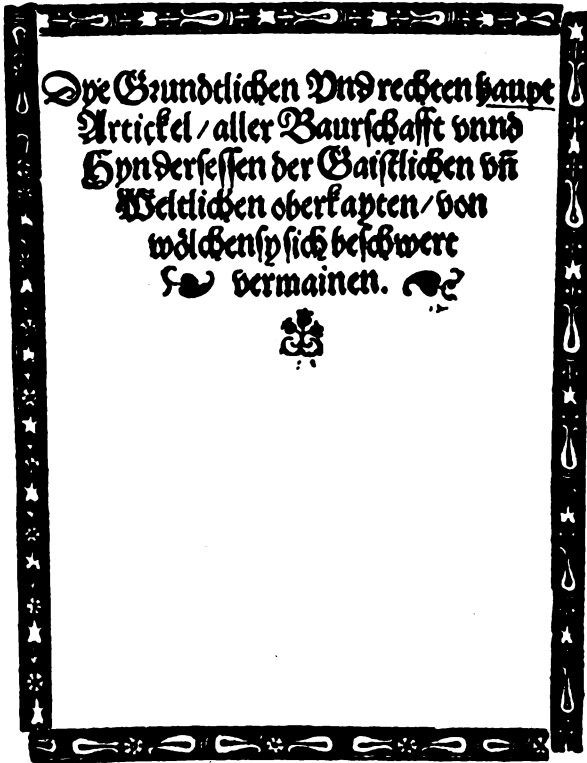 Dye Grundtlichen Vnd rechten haupt
Artickel / aller Baurschafft vnnd
Hyndersessen der Gaistlichen vñ
Weltlichen oberkayten / von
wölchen sy sich beschwert
vermainen.